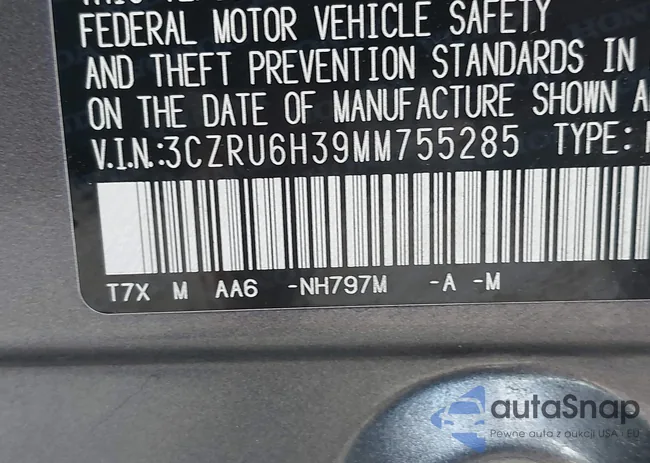 FEDERAL MOTOR VEHICLE SAFETY
AND THEFT PREVENTION STANDARDS IN
ON THE DATE OF MANUFACTURE SHOWN A
V.I.N.:3CZRU6H39MM755285 TYPE:
T7X M AA6 -NH797M -A -M
autaSnap
Pewne auta z aukcji USA i EU